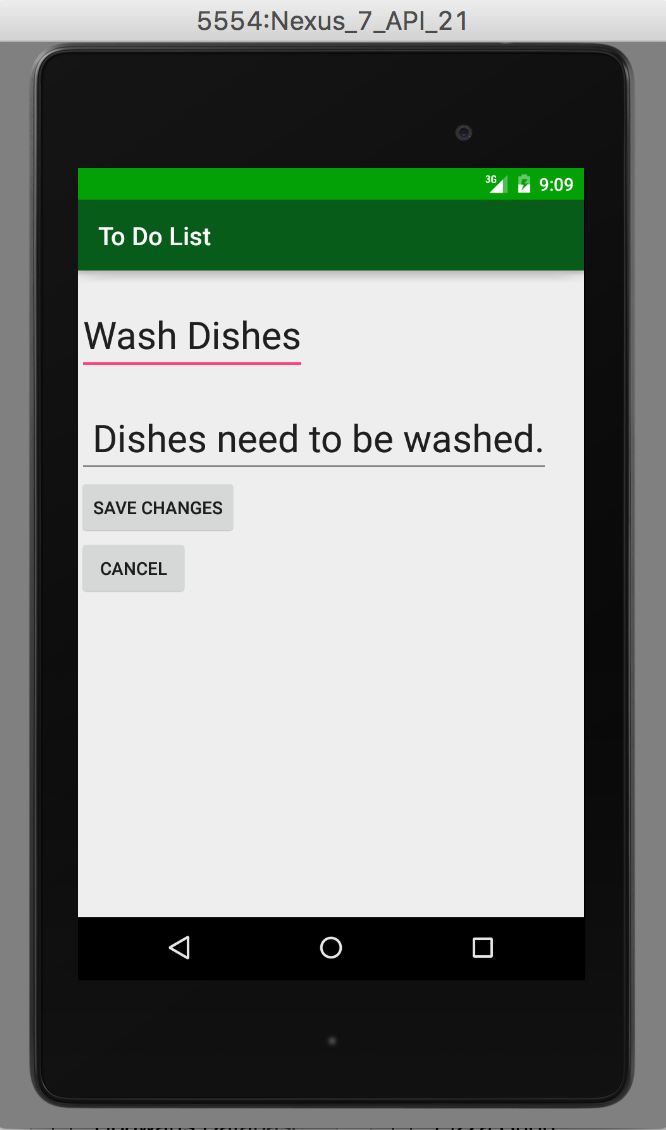 5554:Nexus_7_API_21
3G 9:09
To Do List
Wash Dishes
Dishes need to be washed.
SAVE CHANGES
CANCEL